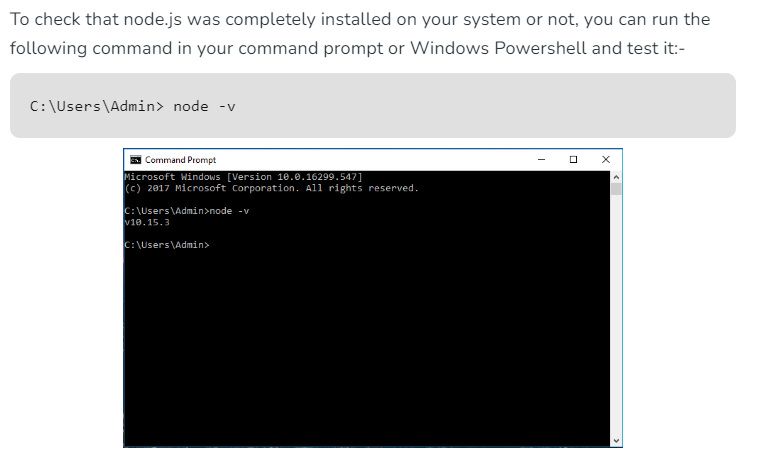 To check that node.js was completely installed on your system or not, you can run the
following command in your command prompt or Windows Powershell and test it:-
C:\Users\Admin> node -v
Command Prompt
Microsoft Windows [Version 10.0.16299.547]
(c) 2017 Microsoft Corporation. All rights reserved.
C:\Users\Admin>node -v
v10.15.3
C:\Users\Admin>